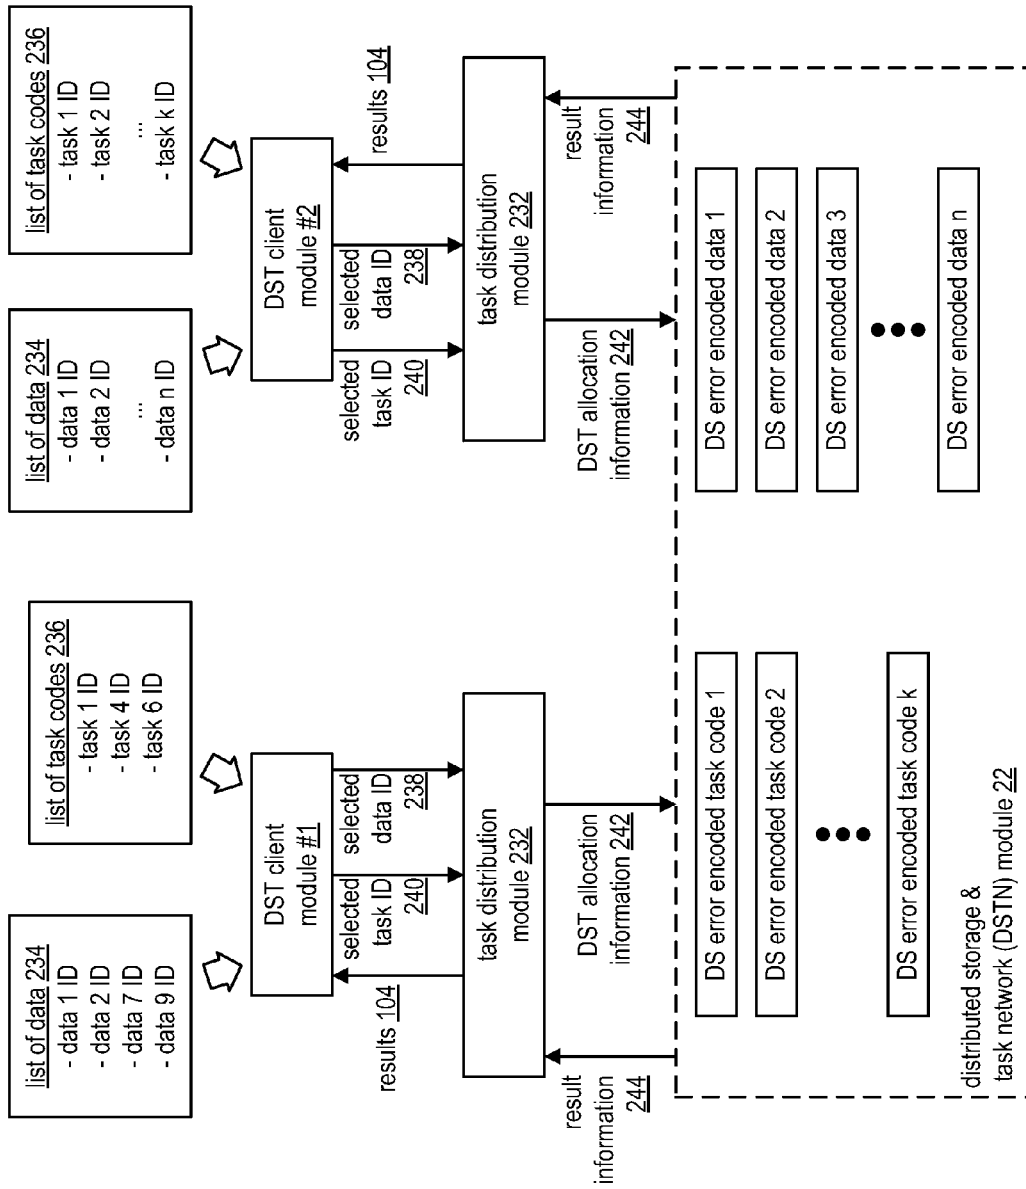 list of data 234
- data 1 ID
- data 2 ID
- data 7 ID
- data 9 ID
list of task codes 236
- task 1 ID
- task 4 ID
- task 6 ID
list of data 234
- data 1 ID
- data 2 ID
...
- data n ID
list of task codes 236
- task 1 ID
- task 2 ID
...
- task k ID
DST client
module #1
DST client
module #2
results 104
selected
task ID
240
selected
data ID
238
selected
task ID
240
selected
data ID
238
results 104
task distribution
module 232
task distribution
module 232
result
information
244
DST allocation
information 242
DST allocation
information 242
result
information
244
DS error encoded task code 1
DS error encoded task code 2
DS error encoded task code k
DS error encoded data 1
DS error encoded data 2
DS error encoded data 3
DS error encoded data n
distributed storage &
task network (DSTN) module 22